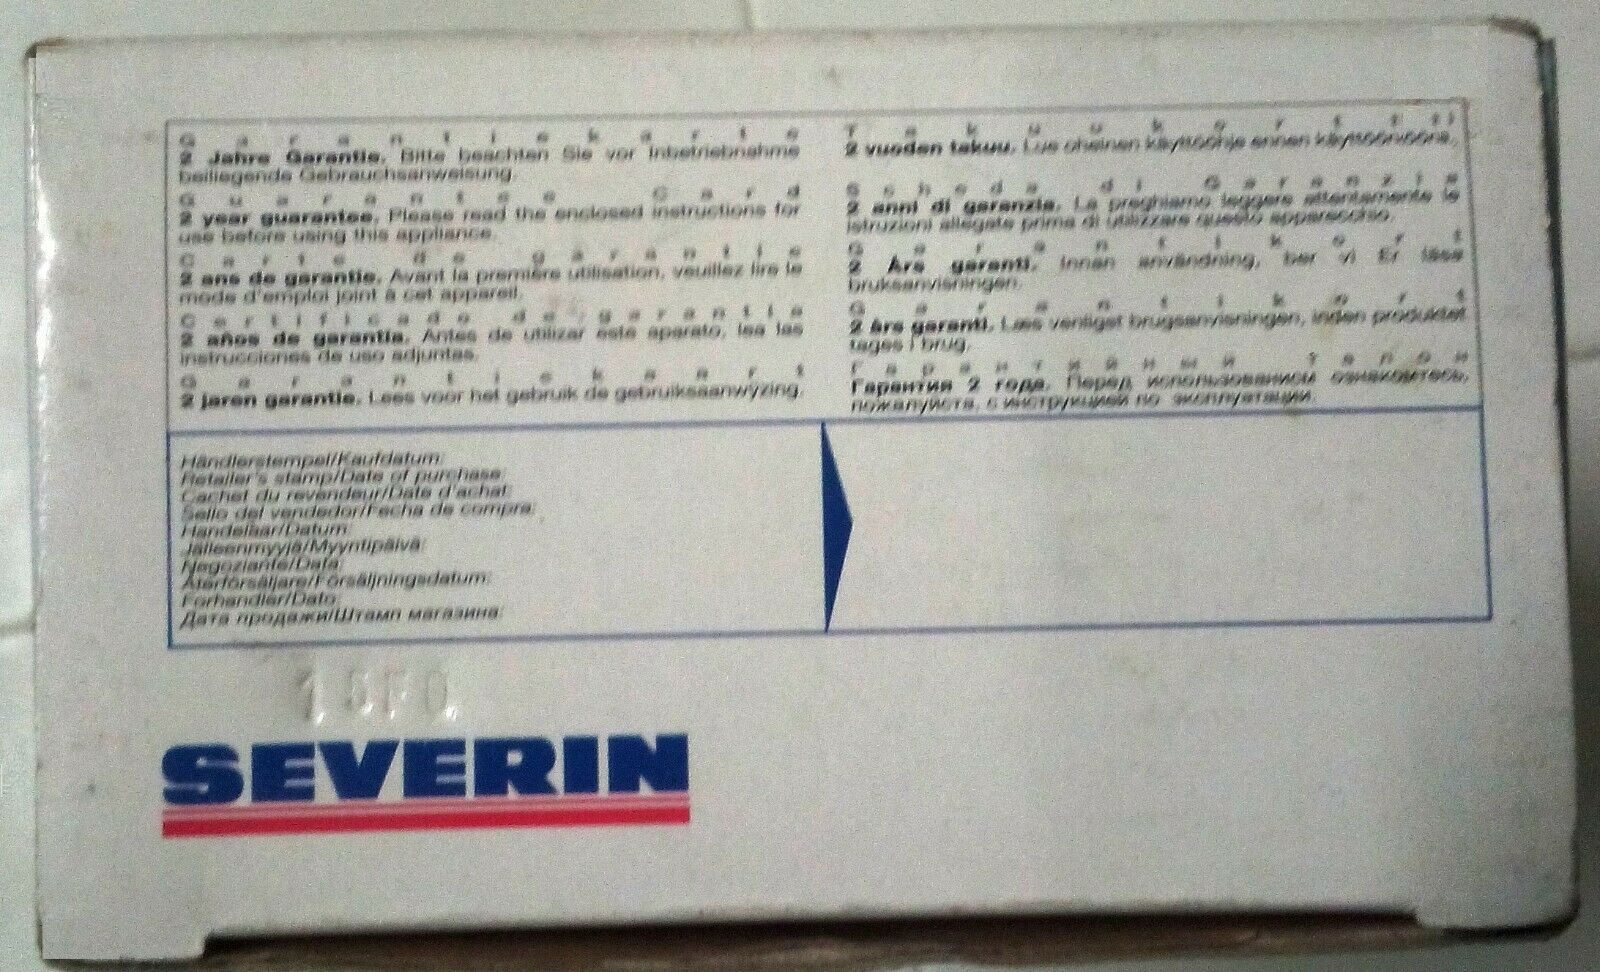 Garantiekarte
2 Jahre Garantie. Bitte beachten Sie vor Inbetriebnahme
beiliegende Gebrauchsanweisung.
Guarantee Card
2 year guarantee. Please read the enclosed instructions for
use before using this appliance.
Carte de garantie
2 ans de garantie. Avant la première utilisation, veuillez lire le
mode d'emploi joint à cet appareil.
Certificado de garantia
2 años de garantia. Antes de utilizar este aparato, lea las
instrucciones de uso adjuntas.
Garantiekaart
2 jaren garantie. Lees voor het gebruik de gebruiksaanwÿzing.
Takuukortti
2 vuoden takuu. Lue oheinen käyttöohje ennen käyttöönottoa.
Scheda di Garanzia
2 anni di garanzia. La preghiamo leggere attentamente le
istruzioni allegate prima di utilizzare questo apparecchio.
Garantikort
2 Års garanti. Innan användning, ber vi Er läsa
bruksanvisningen.
Garantikort
2 års garanti. Læs venligst brugsanvisningen, inden produktet
tages i brug.
Гарантийный талон
Гарантия 2 года. Перед использованием ознакомтесь,
пожалуйста, с инструкцией по эксплуатации.
Händlerstempel/Kaufdatum:
Retailer's stamp/Date of purchase:
Cachet du revendeur/Date d'achat:
Sello del vendedor/Fecha de compra:
Handelaar/Datum:
Jälleenmyyjä/Myyntipäivä:
Negoziante/Data:
Återförsäljare/Försäljningsdatum:
Forhandler/Dato:
Дата продажи/Штамп магазина:
SEVERIN